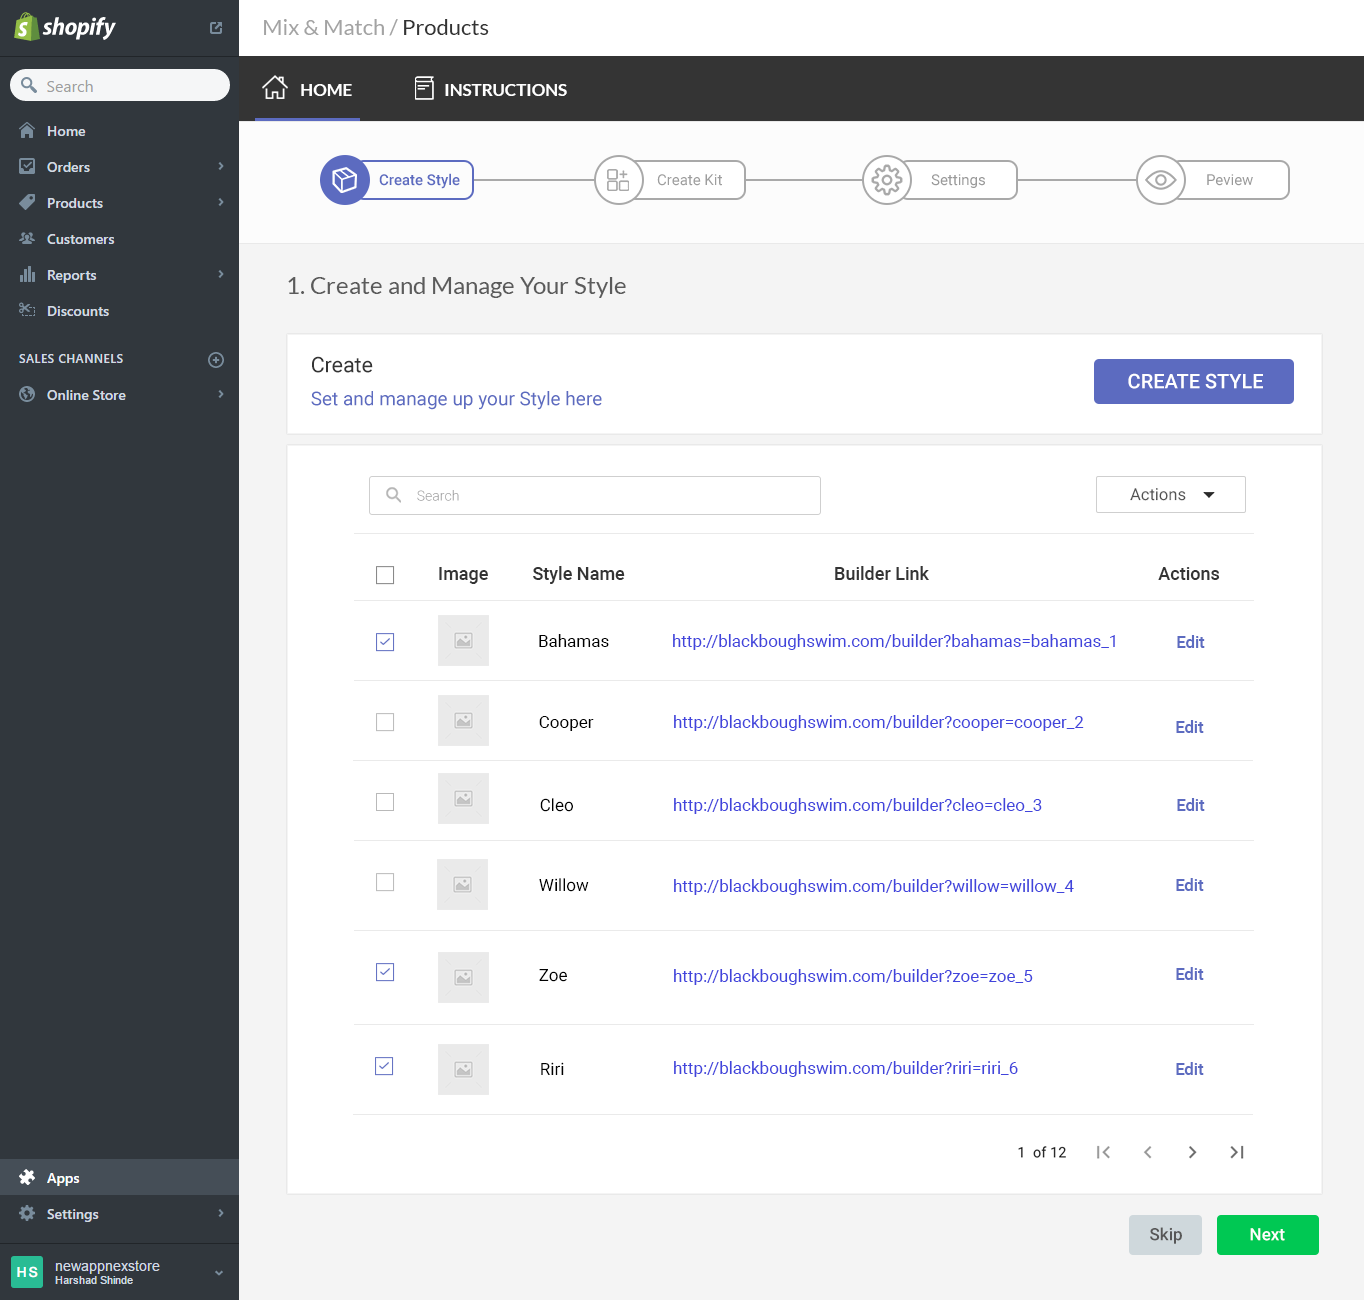 shopify
Search
Home
Orders
Products
Customers
Reports
Discounts
SALES CHANNELS
Online Store
Apps
Settings
HS
newappnexstore
Harshad Shinde
Mix & Match / Products
HOME
INSTRUCTIONS
Create Style
Create Kit
Settings
Peview
1. Create and Manage Your Style
Create
Set and manage up your Style here
CREATE STYLE
Search
Actions
Image Style Name Builder Link Actions
Bahamas http://blackboughswim.com/builder?bahamas=bahamas_1 Edit
Cooper http://blackboughswim.com/builder?cooper=cooper_2 Edit
Cleo http://blackboughswim.com/builder?cleo=cleo_3 Edit
Willow http://blackboughswim.com/builder?willow=willow_4 Edit
Zoe http://blackboughswim.com/builder?zoe=zoe_5 Edit
Riri http://blackboughswim.com/builder?riri=riri_6 Edit
1 of 12
Skip
Next